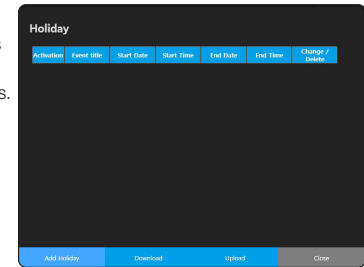 Holiday
s
Activation Event title Start Date Start Time End Date End Time Change / Delete
s.
Add Holiday Download Upload Close